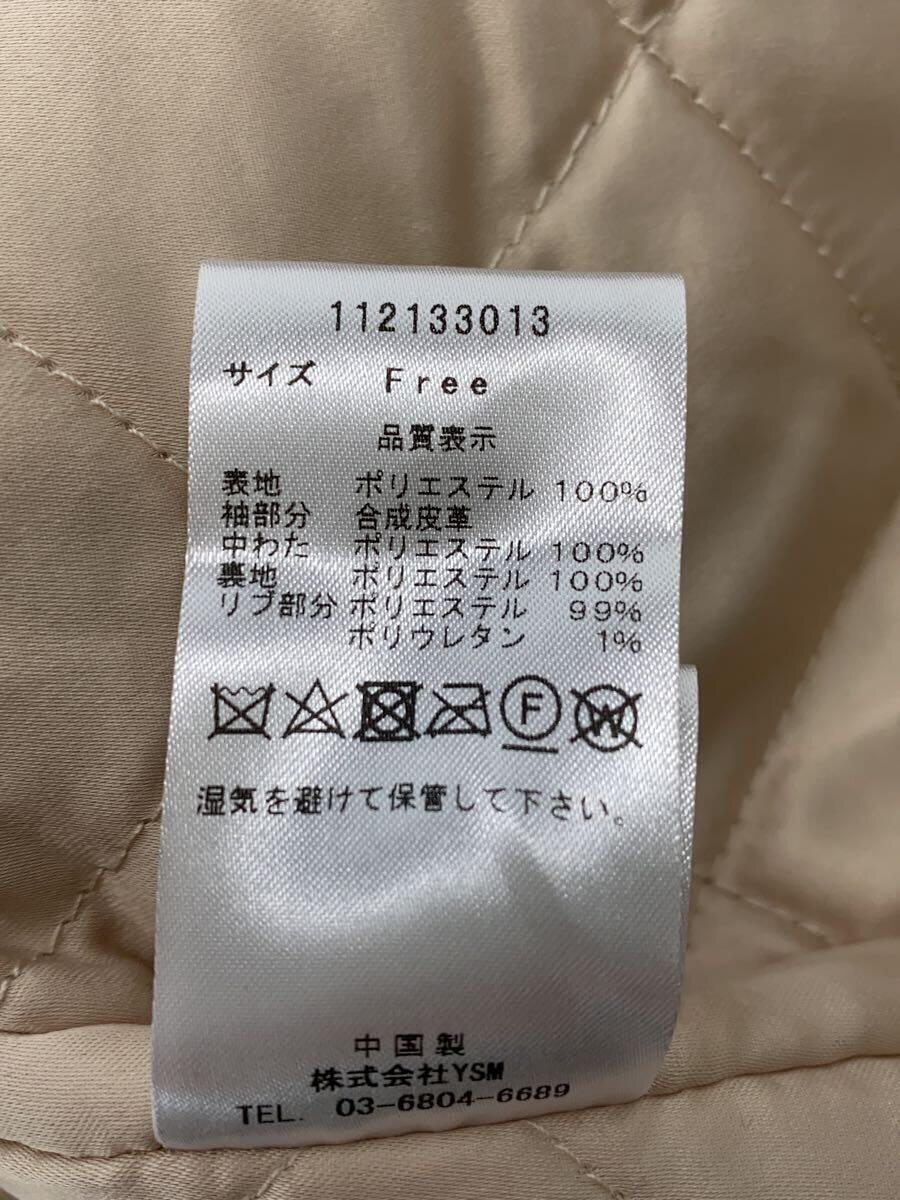 112133013
サイズ Free
品質表示
表地 ポリエステル 100%
袖部分 合成皮革
中わた ポリエステル 100%
裏地 ポリエステル 100%
リブ部分 ポリエステル 99%
ポリウレタン 1%
F W
湿気を避けて保管して下さい。
中国製
株式会社YSM
TEL. 03-6804-6689